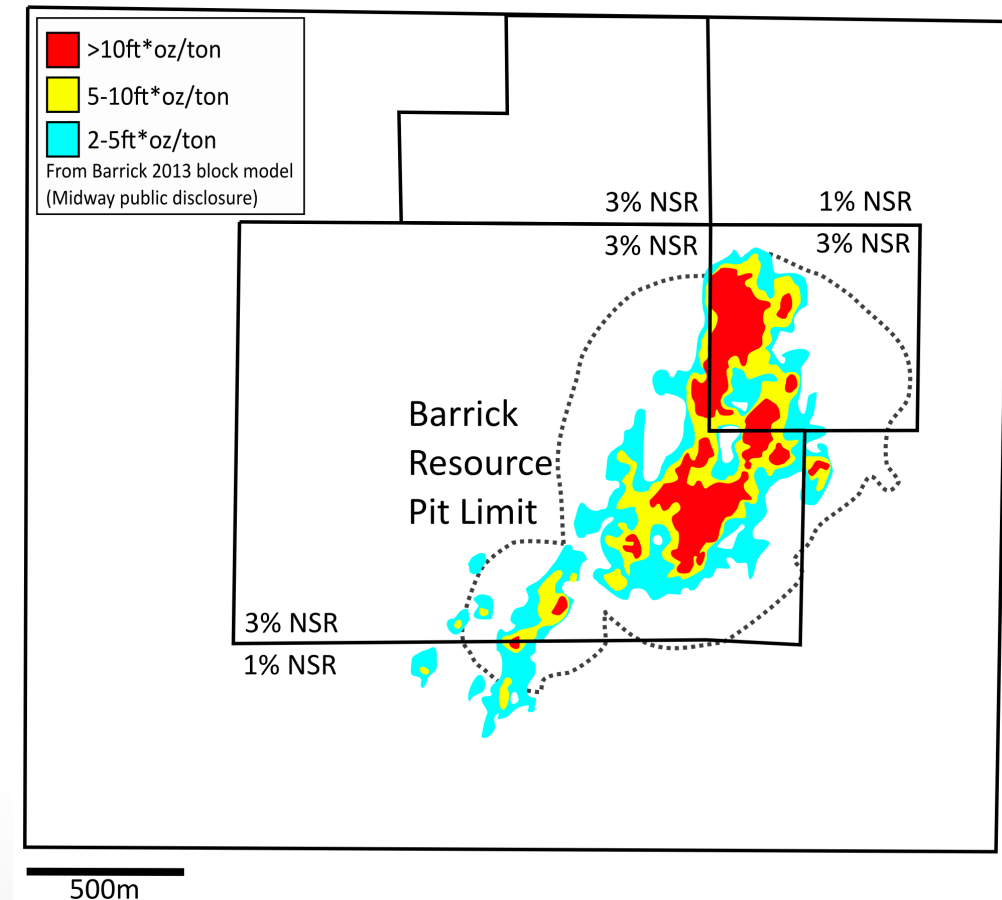 >10ft*oz/ton
5-10ft*oz/ton
2-5ft*oz/ton
From Barrick 2013 block model
(Midway public disclosure)
3% NSR
1% NSR
3% NSR
3% NSR
Barrick
Resource
Pit Limit
3% NSR
1% NSR
500m